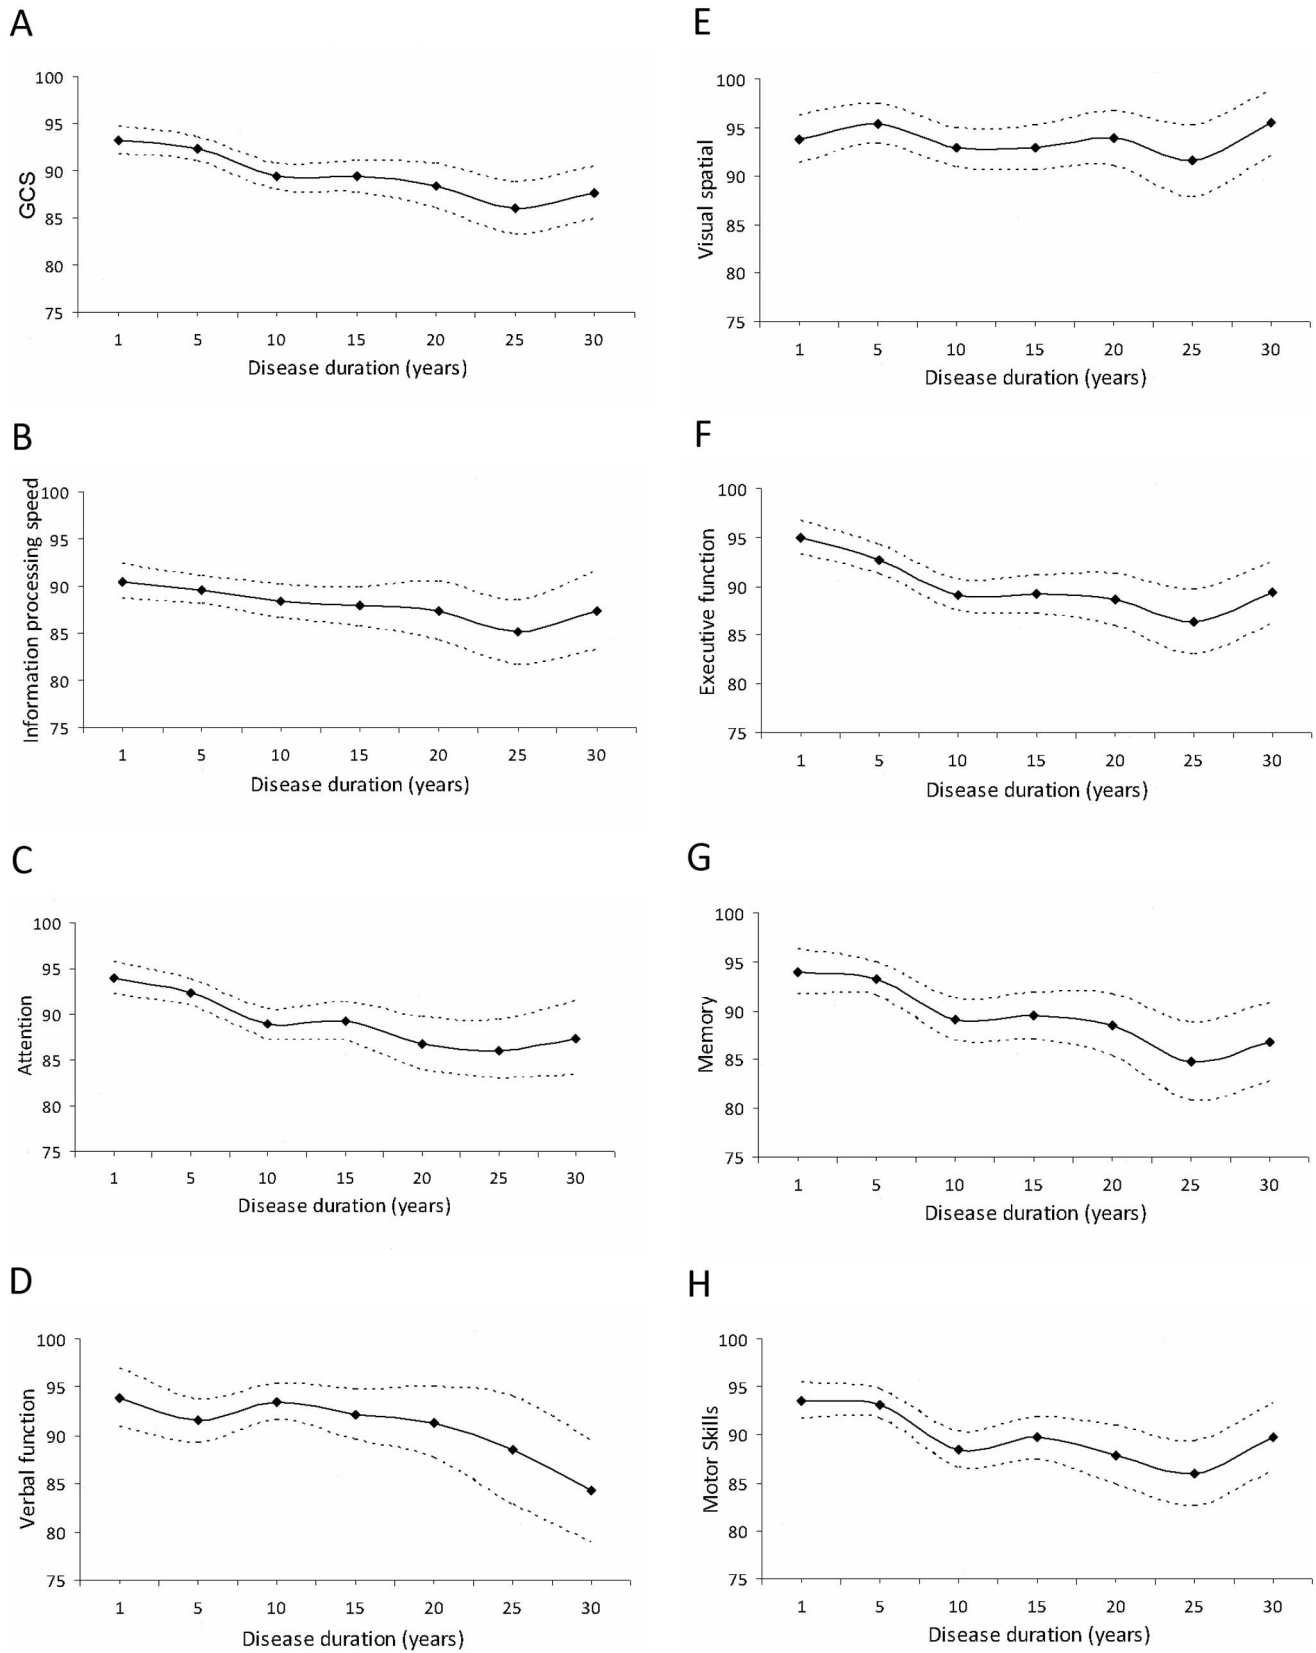 A
GCS
100
95
90
85
80
75
1 5 10 15 20 25 30
Disease duration (years)
B
Information processing speed
100
95
90
85
80
75
1 5 10 15 20 25 30
Disease duration (years)
C
Attention
100
95
90
85
80
75
1 5 10 15 20 25 30
Disease duration (years)
D
Verbal function
100
95
90
85
80
75
1 5 10 15 20 25 30
Disease duration (years)
E
Visual spatial
100
95
90
85
80
75
1 5 10 15 20 25 30
Disease duration (years)
F
Executive function
100
95
90
85
80
75
1 5 10 15 20 25 30
Disease duration (years)
G
Memory
100
95
90
85
80
75
1 5 10 15 20 25 30
Disease duration (years)
H
Motor Skills
100
95
90
85
80
75
1 5 10 15 20 25 30
Disease duration (years)